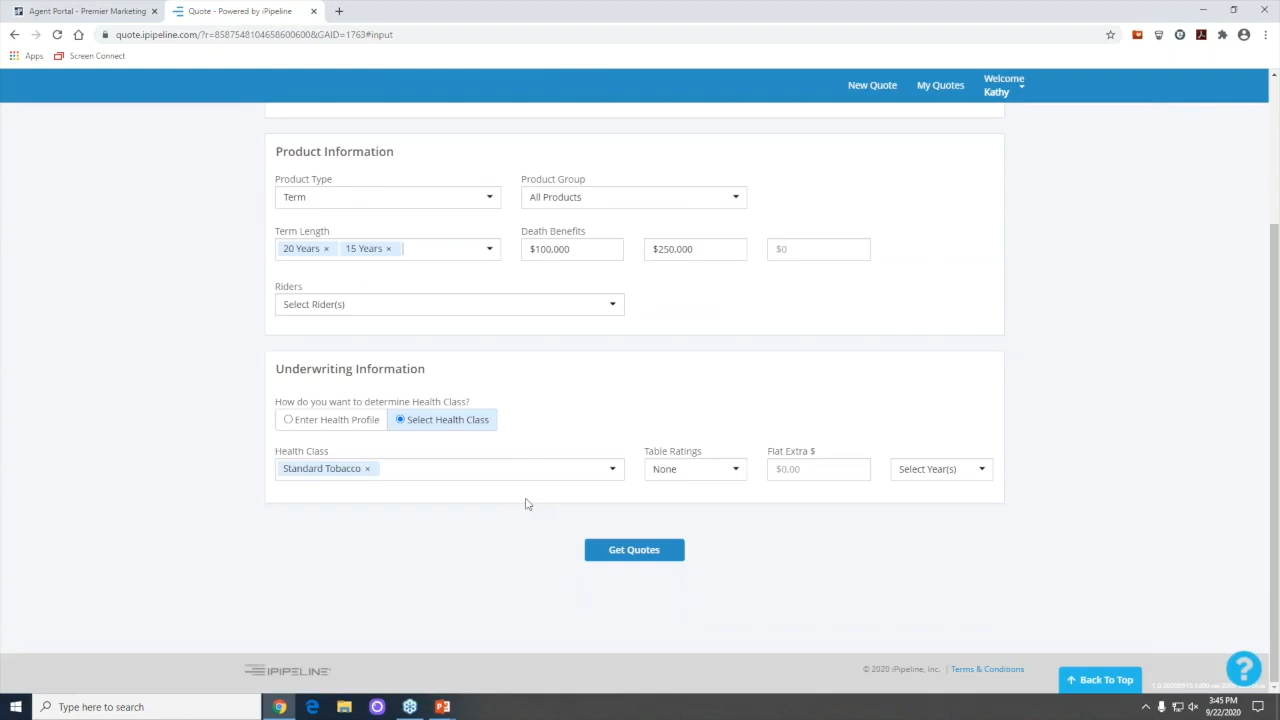 Agent Portal - Premier Marketing
Quote - Powered by iPipeline
quote.ipipeline.com/?r=8587548104658600600&GAID=1763#input
Apps
Screen Connect
New Quote
My Quotes
Welcome
Kathy
Product Information
Product Type
Product Group
Term
All Products
Term Length
Death Benefits
20 Years ×
15 Years ×
$100,000
$250,000
$0
Riders
Select Rider(s)
Underwriting Information
How do you want to determine Health Class?
Enter Health Profile
Select Health Class
Health Class
Table Ratings
Flat Extra $
Standard Tobacco ×
None
$0.00
Select Year(s)
Get Quotes
iPIPELINE
© 2020 iPipeline, Inc. | Terms & Conditions
Back To Top
?
Type here to search
3:45 PM
9/22/2020